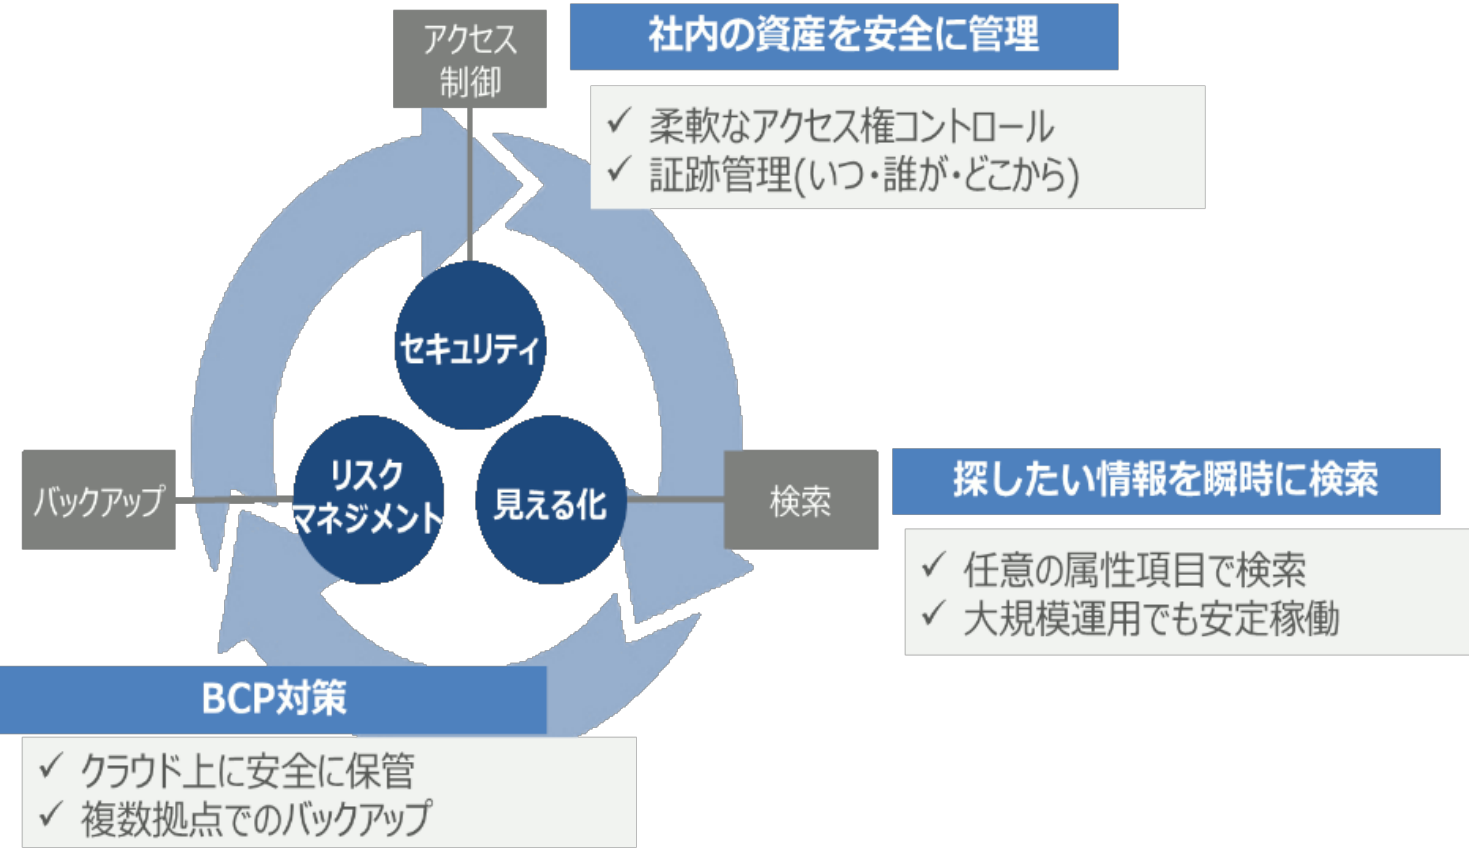 アクセス
制御
社内の資産を安全に管理
✓ 柔軟なアクセス権コントロール
✓ 証跡管理(いつ・誰が・どこから)
セキュリティ
リスク
マネジメント
見える化
バックアップ
検索
探したい情報を瞬時に検索
✓ 任意の属性項目で検索
✓ 大規模運用でも安定稼働
BCP対策
✓ クラウド上に安全に保管
✓ 複数拠点でのバックアップ